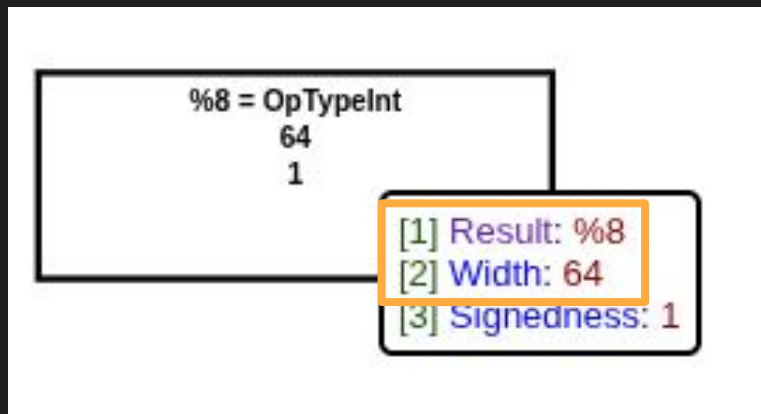 %8 = OpTypeInt
64
1
[1] Result: %8
[2] Width: 64
[3] Signedness: 1